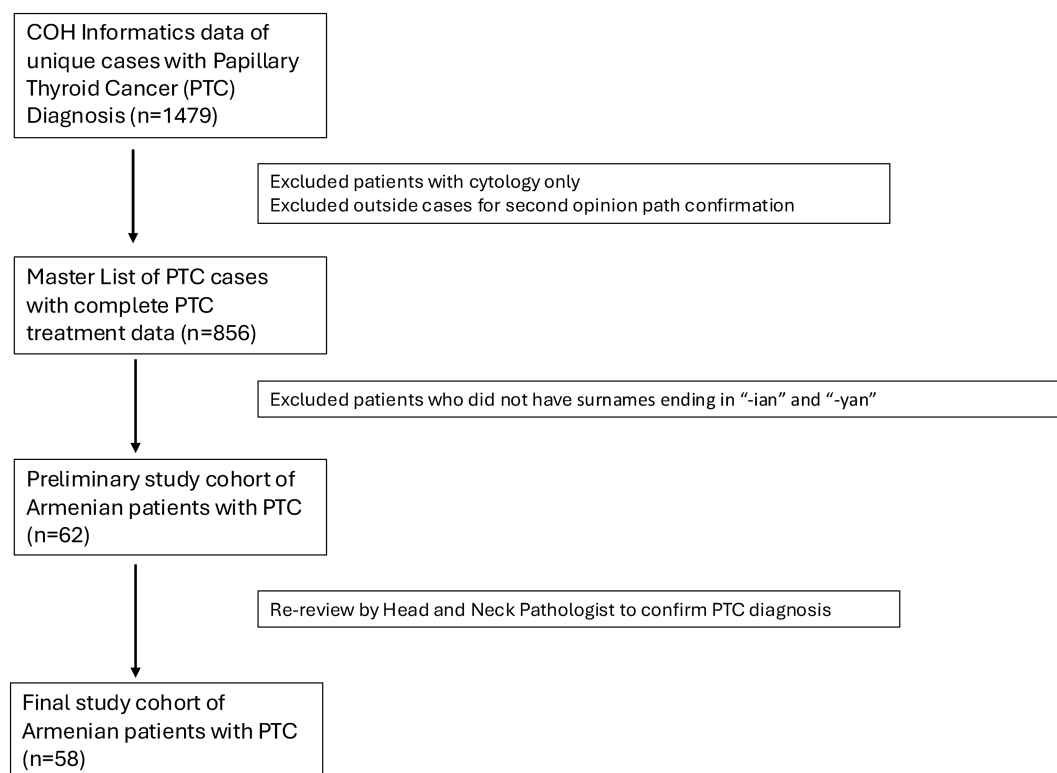 COH Informatics data of
unique cases with Papillary
Thyroid Cancer (PTC)
Diagnosis (n=1479)
Excluded patients with cytology only
Excluded outside cases for second opinion path confirmation
Master List of PTC cases
with complete PTC
treatment data (n=856)
Excluded patients who did not have surnames ending in “-ian” and “-yan”
Preliminary study cohort of
Armenian patients with PTC
(n=62)
Re-review by Head and Neck Pathologist to confirm PTC diagnosis
Final study cohort of
Armenian patients with PTC
(n=58)